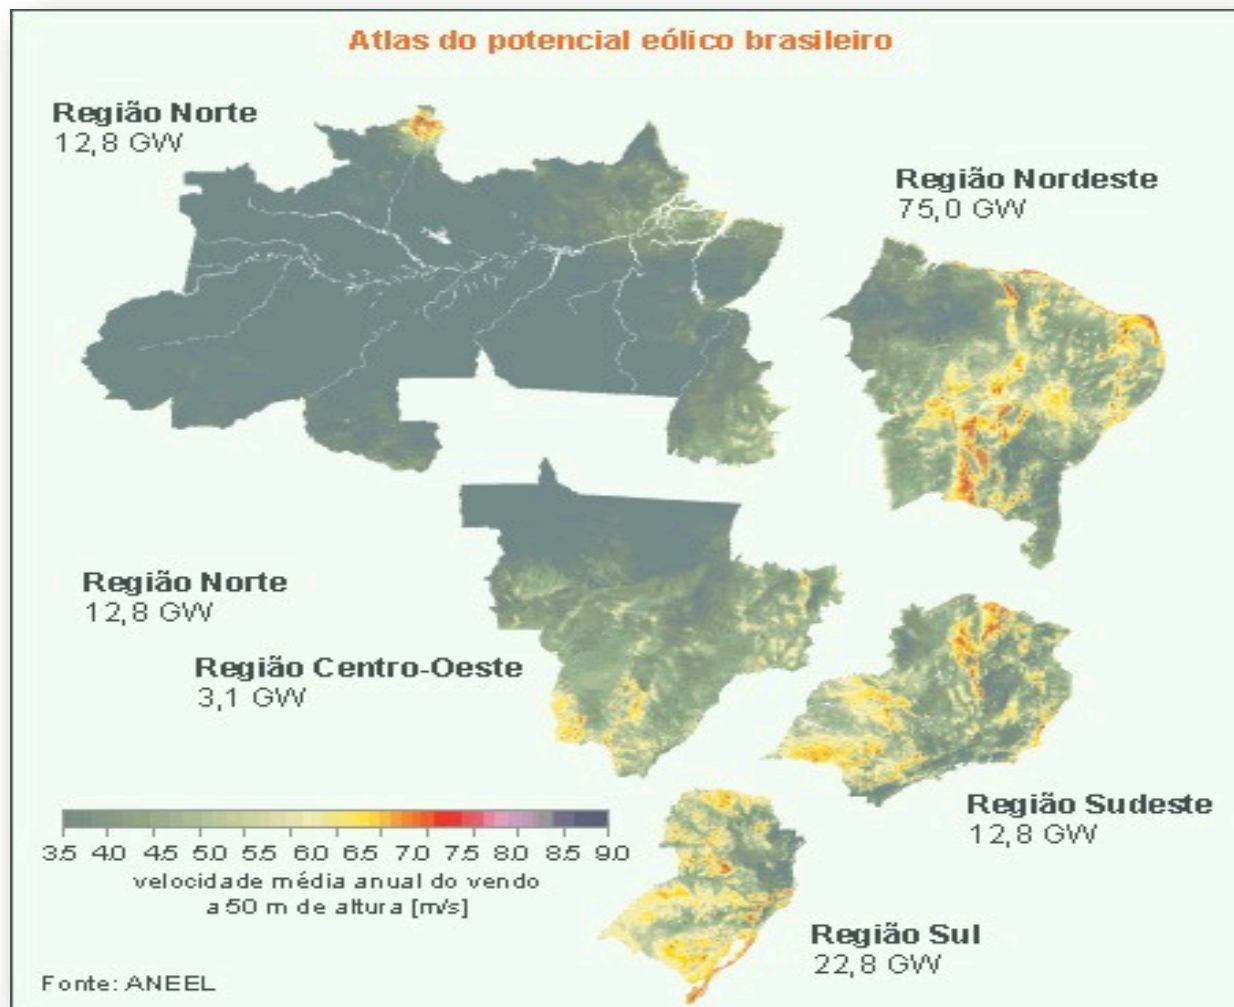 Atlas do potencial eólico brasileiro
Região Norte
12,8 GW
Região Nordeste
75,0 GW
Região Norte
12,8 GW
Região Centro-Oeste
3,1 GW
Região Sudeste
12,8 GW
3.5 4.0 4.5 5.0 5.5 6.0 6.5 7.0 7.5 8.0 8.5 9.0
velocidade média anual do vendo
a 50 m de altura [m/s]
Região Sul
22,8 GW
Fonte: ANEEL